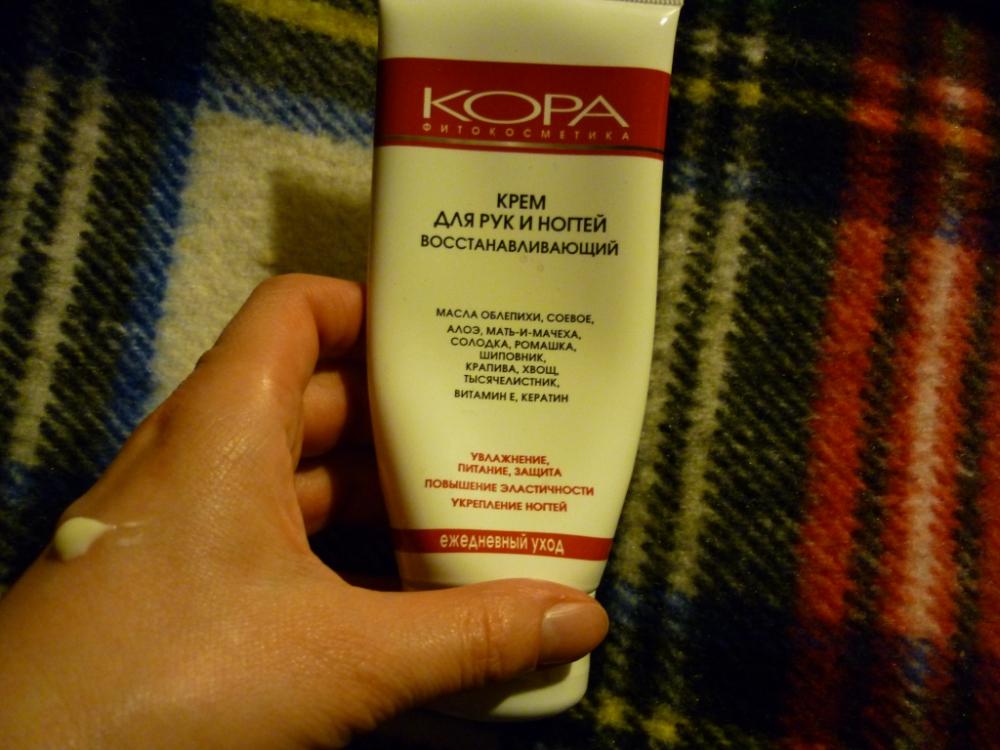 КОРА
ФИТОКОСМЕТИКА
КРЕМ
ДЛЯ РУК И НОГТЕЙ
ВОССТАНАВЛИВАЮЩИЙ
МАСЛА ОБЛЕПИХИ, СОЕВОЕ,
АЛОЭ, МАТЬ-И-МАЧЕХА,
СОЛОДКА, РОМАШКА,
ШИПОВНИК,
КРАПИВА, ХВОЩ,
ТЫСЯЧЕЛИСТНИК,
ВИТАМИН Е, КЕРАТИН
УВЛАЖНЕНИЕ,
ПИТАНИЕ, ЗАЩИТА
ПОВЫШЕНИЕ ЭЛАСТИЧНОСТИ
УКРЕПЛЕНИЕ НОГТЕЙ
ежедневный уход